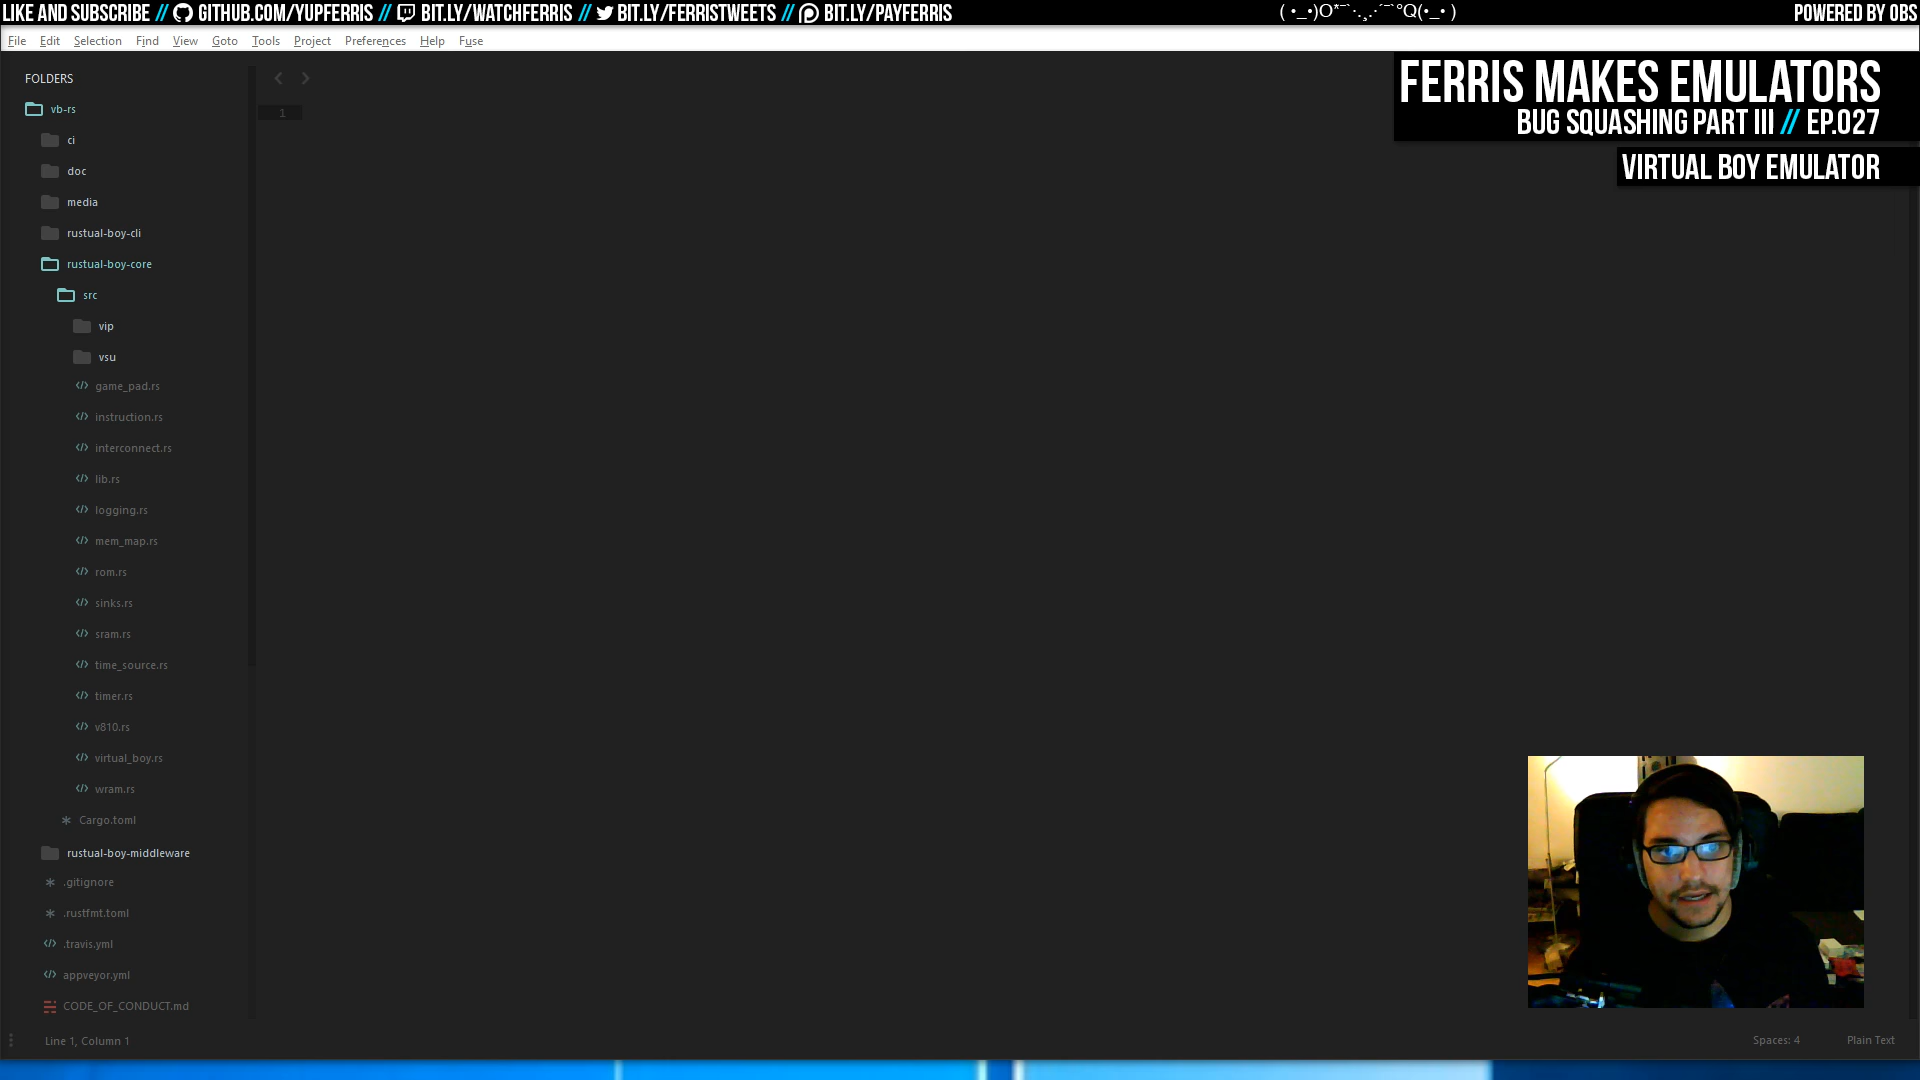 LIKE AND SUBSCRIBE // GITHUB.COM/YUPFERRIS // BIT.LY/WATCHFERRIS // BIT.LY/FERRISTWEETS // BIT.LY/PAYFERRIS
POWERED BY OBS
File Edit Selection Find View Goto Tools Project Preferences Help Fuse
FERRIS MAKES EMULATORS
BUG SQUASHING PART III // EP.027
VIRTUAL BOY EMULATOR
FOLDERS
vb-rs
ci
doc
media
rustual-boy-cli
rustual-boy-core
src
vip
vsu
game_pad.rs
instruction.rs
interconnect.rs
lib.rs
logging.rs
mem_map.rs
rom.rs
sinks.rs
sram.rs
time_source.rs
timer.rs
v810.rs
virtual_boy.rs
wram.rs
Cargo.toml
rustual-boy-middleware
.gitignore
.rustfmt.toml
.travis.yml
appveyor.yml
CODE_OF_CONDUCT.md
1
Line 1, Column 1
Spaces: 4
Plain Text